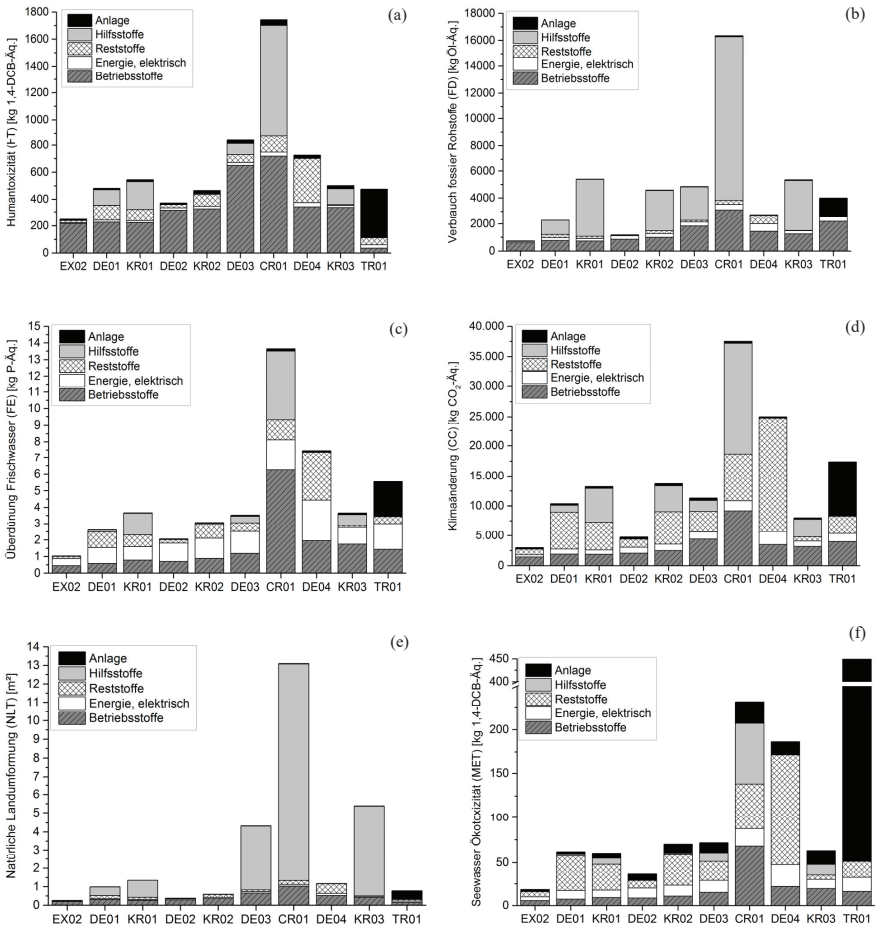 (a)
Humantoxizität (FT) [kg 1,4-DCB-Äq.]
1800
1600
1400
1200
1000
800
600
400
200
0
Anlage
Hilfsstoffe
Reststoffe
Energie, elektrisch
Betriebsstoffe
EX02 DE01 KR01 DE02 KR02 DE03 CR01 DE04 KR03 TR01
(b)
Verbrauch fossier Rohstoffe (FD) [kg Öl-Äq.]
18000
16000
14000
12000
10000
8000
6000
4000
2000
0
Anlage
Hilfsstoffe
Reststoffe
Energie, elektrisch
Betriebsstoffe
EX02 DE01 KR01 DE02 KR02 DE03 CR01 DE04 KR03 TR01
(c)
Überdünung Frischwasser (FE) [kg P-Äq.]
15
14
13
12
11
10
9
8
7
6
5
4
3
2
1
0
Anlage
Hilfsstoffe
Reststoffe
Energie, elektrisch
Betriebsstoffe
EX02 DE01 KR01 DE02 KR02 DE03 CR01 DE04 KR03 TR01
(d)
Klimaänderung (CC) [kg CO₂-Äq.]
40.000
35.000
30.000
25.000
20.000
15.000
10.000
5.000
0
Anlage
Hilfsstoffe
Reststoffe
Energie, elektrisch
Betriebsstoffe
EX02 DE01 KR01 DE02 KR02 DE03 CR01 DE04 KR03 TR01
(e)
Natürliche Landumformung (NLT) [m²]
14
13
12
11
10
9
8
7
6
5
4
3
2
1
0
Anlage
Hilfsstoffe
Reststoffe
Energie, elektrisch
Betriebsstoffe
EX02 DE01 KR01 DE02 KR02 DE03 CR01 DE04 KR03 TR01
(f)
Seewasser Ökotoxizität (MET) [kg 1,4-DCB-Äq.]
450
400
200
150
100
50
0
Anlage
Hilfsstoffe
Reststoffe
Energie, elektrisch
Betriebsstoffe
EX02 DE01 KR01 DE02 KR02 DE03 CR01 DE04 KR03 TR01